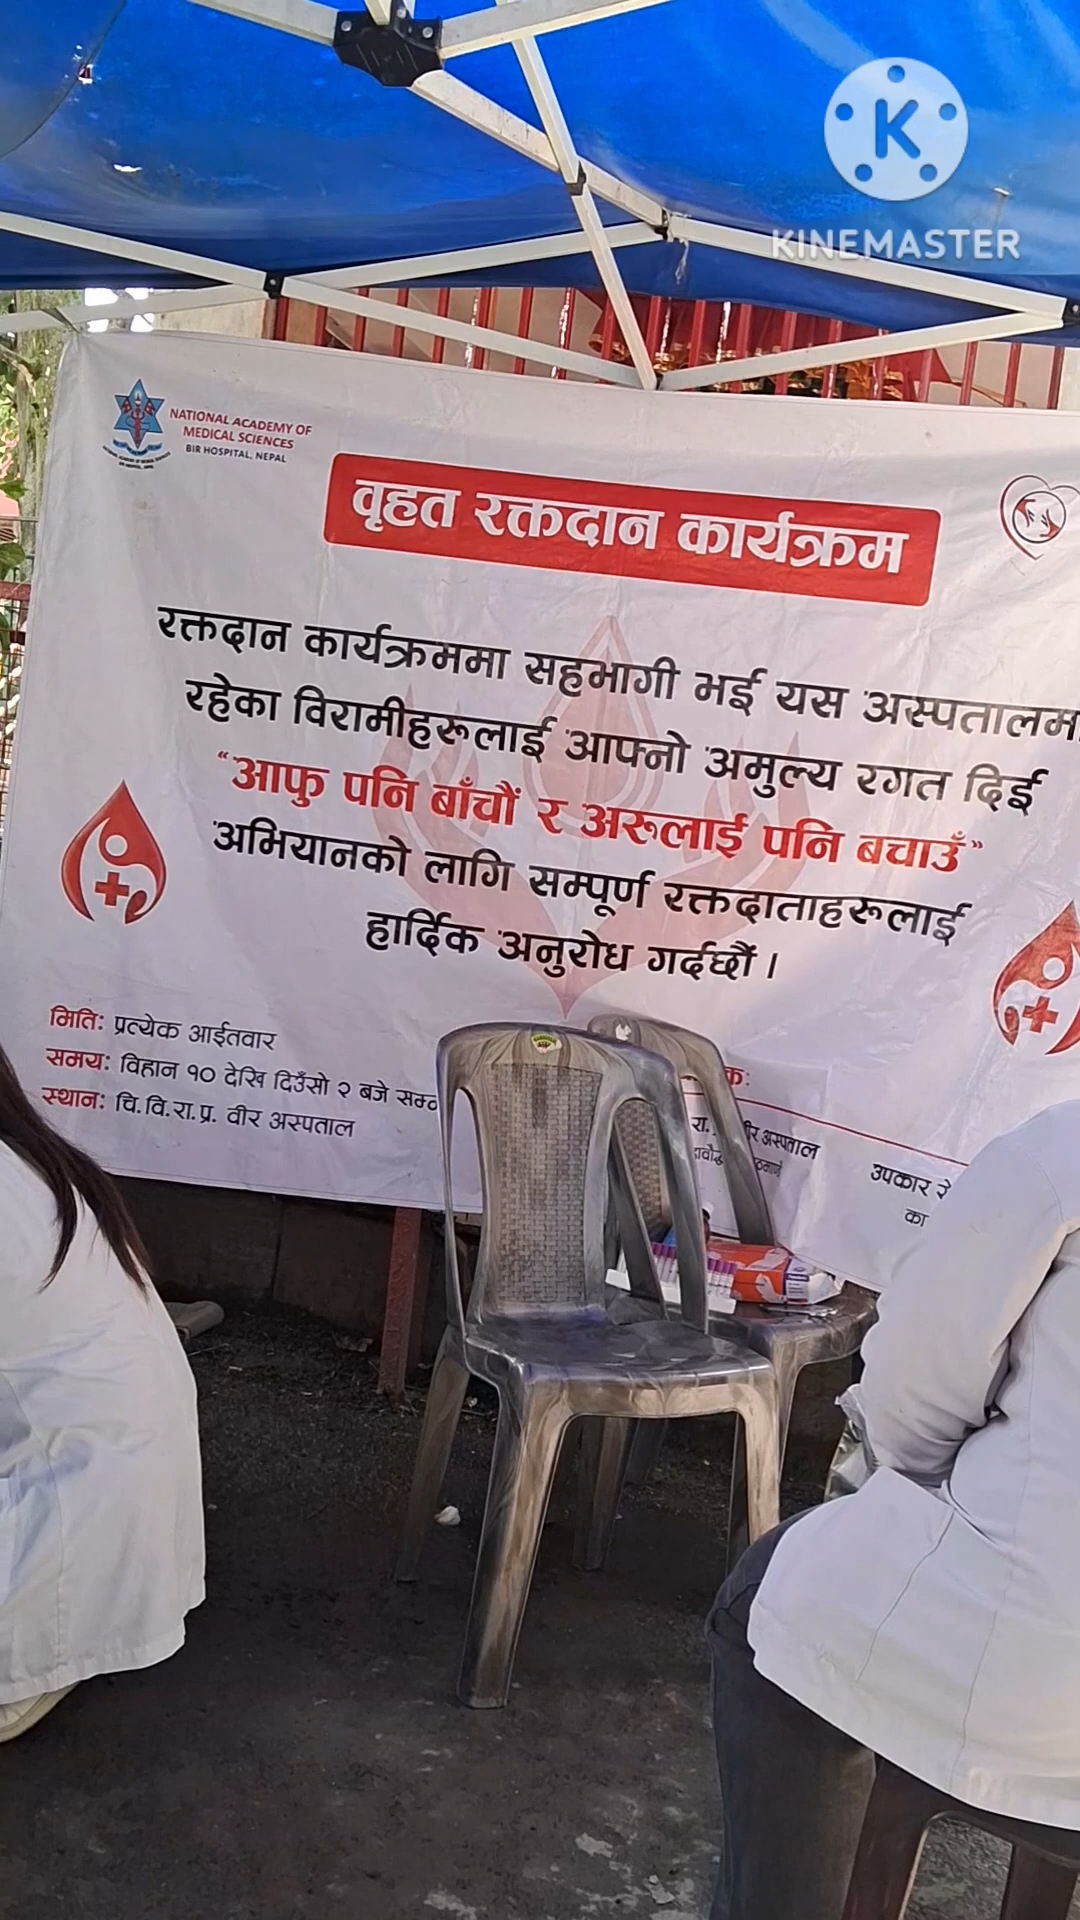 KINEMASTER
NATIONAL ACADEMY OF
MEDICAL SCIENCES
BIR HOSPITAL, NEPAL
वृहत रक्तदान कार्यक्रम
रक्तदान कार्यक्रममा सहभागी भई यस अस्पतालमा
रहेका विरामीहरूलाई आफ्नो अमुल्य रगत दिई
“आफु पनि बाँचौं र अरूलाई पनि बचाउँ”
अभियानको लागि सम्पूर्ण रक्तदाताहरूलाई
हार्दिक अनुरोध गर्दछौं।
मितिः प्रत्येक आईतवार
समयः विहान १० देखि दिउँसो २ बजे
स्थानः चि.वि.रा.प्र. वीर अस्पताल
अस्पताल
उपकार